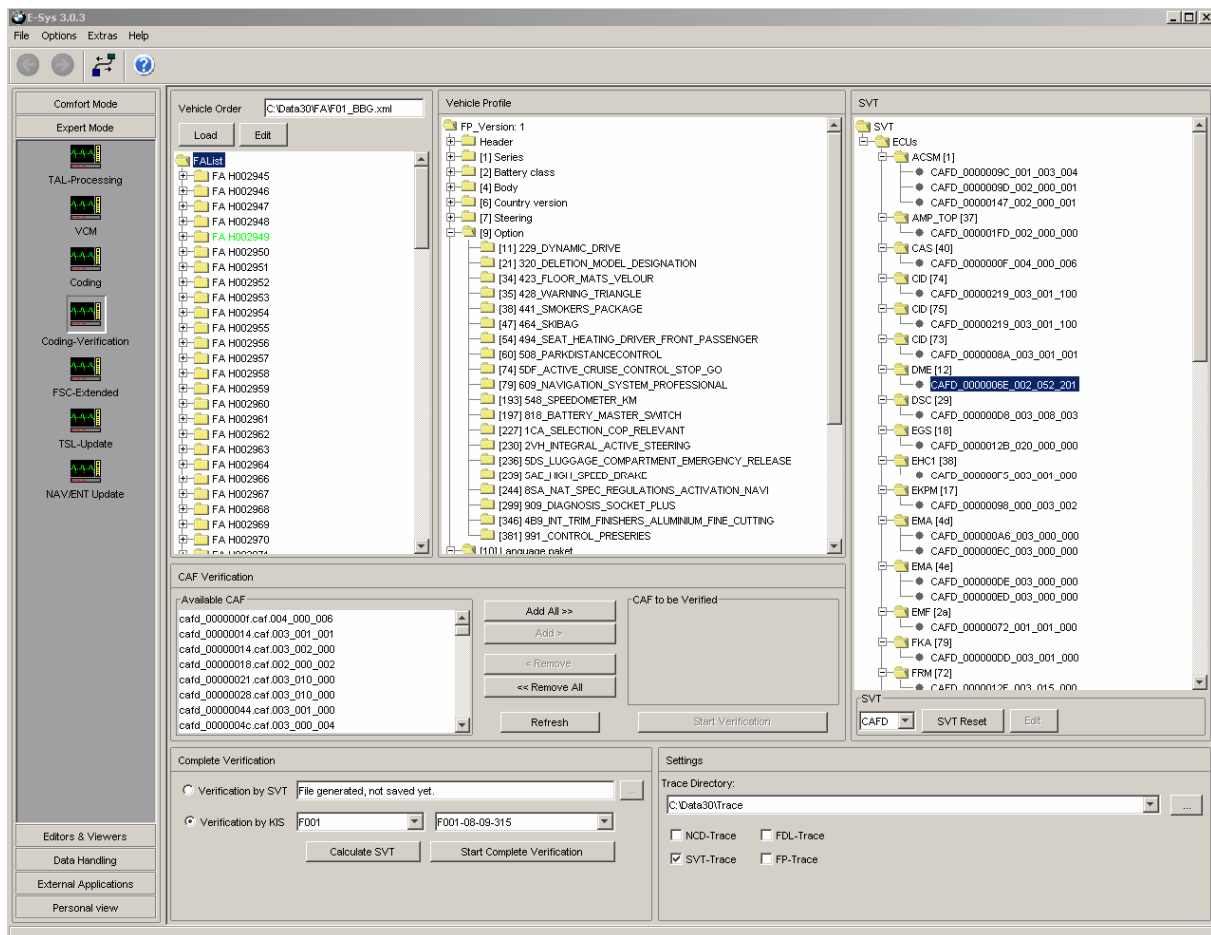 E-Sys 3.0.3
File Options Extras Help
Comfort Mode
Expert Mode
TAL-Processing
VCM
Coding
Coding-Verification
FSC-Extended
TSL-Update
NAV/ENT Update
Editors & Viewers
Data Handling
External Applications
Personal view
Vehicle Order C:\Data30\FA\F01_BBG.xml
Load Edit
FAList
FA H002945
FA H002946
FA H002947
FA H002948
FA H002949
FA H002950
FA H002951
FA H002952
FA H002953
FA H002954
FA H002955
FA H002956
FA H002957
FA H002958
FA H002959
FA H002960
FA H002961
FA H002962
FA H002963
FA H002964
FA H002966
FA H002967
FA H002968
FA H002969
FA H002970
FA H002971
Vehicle Profile
FP_Version: 1
Header
[1] Series
[2] Battery class
[4] Body
[6] Country version
[7] Steering
[9] Option
[11] 229_DYNAMIC_DRIVE
[21] 320_DELETION_MODEL_DESIGNATION
[34] 423_FLOOR_MATS_VELOUR
[35] 428_WARNING_TRIANGLE
[38] 441_SMOKERS_PACKAGE
[47] 464_SKIBAG
[54] 494_SEAT_HEATING_DRIVER_FRONT_PASSENGER
[60] 508_PARKDISTANCECONTROL
[74] 5DF_ACTIVE_CRUISE_CONTROL_STOP_GO
[79] 609_NAVIGATION_SYSTEM_PROFESSIONAL
[193] 548_SPEEDOMETER_KM
[197] 818_BATTERY_MASTER_SWITCH
[227] 1CA_SELECTION_COP_RELEVANT
[230] 2VH_INTEGRAL_ACTIVE_STEERING
[236] 5DS_LUGGAGE_COMPARTMENT_EMERGENCY_RELEASE
[239] 5AE_HIGH_SPEED_DRAKE
[244] 8SA_NAT_SPEC_REGULATIONS_ACTIVATION_NAVI
[299] 909_DIAGNOSIS_SOCKET_PLUS
[346] 4B9_INT_TRIM_FINISHERS_ALUMINIUM_FINE_CUTTING
[381] 991_CONTROL_PRESERIES
[10] Language paket
SVT
SVT
ECUs
ACSM [1]
CAFD_0000009C_001_003_004
CAFD_0000009D_002_000_001
CAFD_00000147_002_000_001
AMP_TOP [37]
CAFD_000001FD_002_000_000
CAS [40]
CAFD_0000000F_004_000_006
CID [74]
CAFD_00000219_003_001_100
CID [75]
CAFD_00000219_003_001_100
CID [73]
CAFD_0000008A_003_001_001
DME [12]
CAFD_0000006E_002_052_201
DSC [29]
CAFD_000000D8_003_008_003
EGS [18]
CAFD_0000012B_020_000_000
EHC1 [38]
CAFD_000000F5_003_001_000
EKPM [17]
CAFD_00000098_000_003_002
EMA [4d]
CAFD_000000A6_003_000_000
CAFD_000000EC_003_000_000
EMA [4e]
CAFD_000000DE_003_000_000
CAFD_000000ED_003_000_000
EMF [2a]
CAFD_00000072_001_001_000
FKA [79]
CAFD_000000DD_003_001_000
FRM [72]
CAFD_0000012F_003_015_000
SVT
CAFD SVT Reset Edit
CAF Verification
Available CAF
cafd_0000000f.caf.004_000_006
cafd_00000014.caf.003_001_001
cafd_00000014.caf.003_002_000
cafd_00000018.caf.002_000_002
cafd_00000021.caf.003_010_000
cafd_00000028.caf.003_010_000
cafd_00000044.caf.003_001_000
cafd_0000004c.caf.003_000_004
Add All >>
Add >
< Remove
<< Remove All
Refresh
CAF to be Verified
Start Verification
Complete Verification
Verification by SVT File generated, not saved yet. ...
Verification by KIS F001 F001-08-09-315
Calculate SVT Start Complete Verification
Settings
Trace Directory:
C:\Data30\Trace ...
NCD-Trace FDL-Trace
SVT-Trace FP-Trace